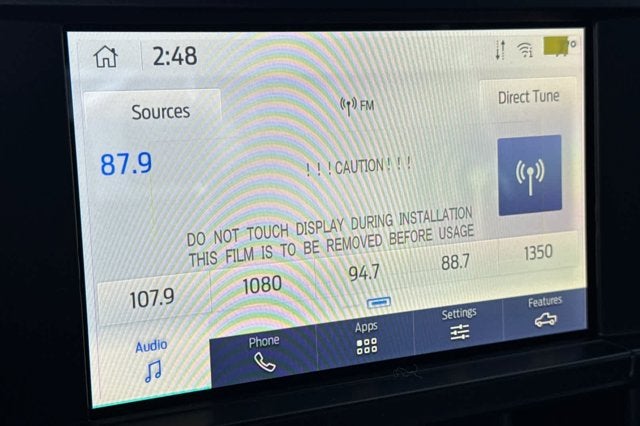 2:48
Sources
FM
Direct Tune
87.9
!!!CAUTION!!!
DO NOT TOUCH DISPLAY DURING INSTALLATION
THIS FILM IS TO BE REMOVED BEFORE USAGE
107.9 1080 94.7 88.7 1350
Audio Phone Apps Settings Features